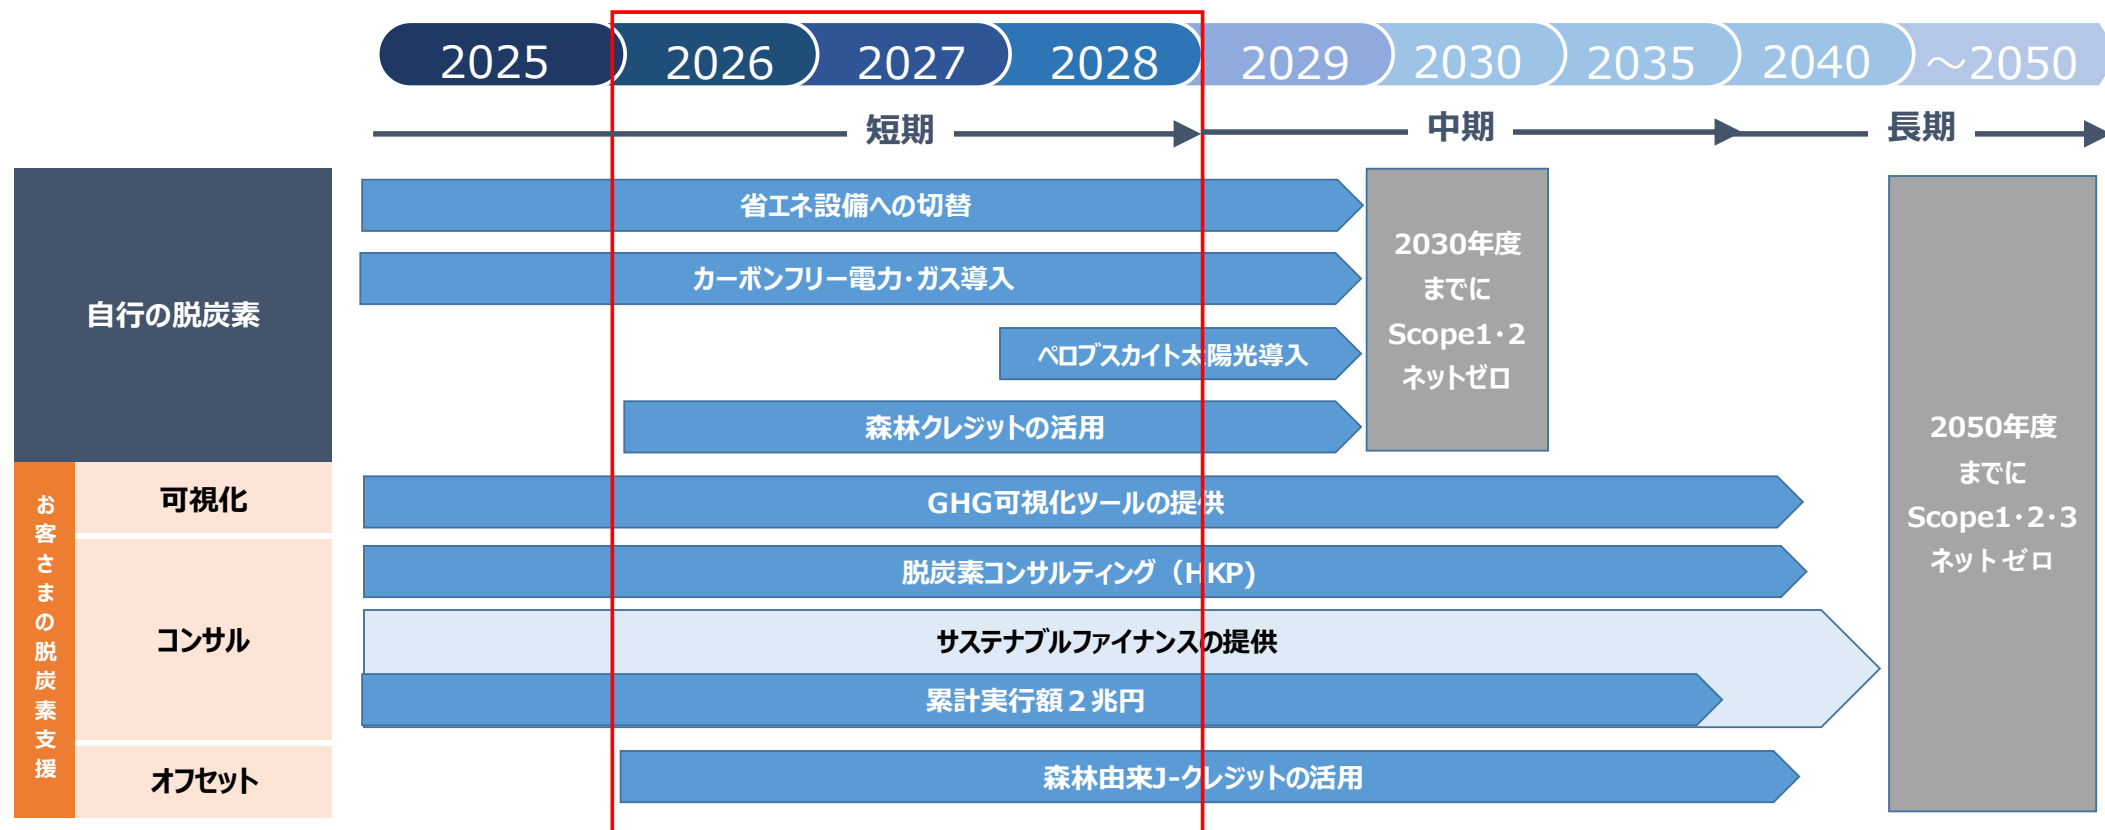 2025
2026
2027
2028
2029
2030
2035
2040
～2050
短期
中期
長期
自行の脱炭素
省エネ設備への切替
カーボンフリー電力・ガス導入
ペロブスカイト太陽光導入
森林クレジットの活用
2030年度
までに
Scope1・2
ネットゼロ
お客さまの脱炭素支援
可視化
GHG可視化ツールの提供
コンサル
脱炭素コンサルティング（HKP)
サステナブルファイナンスの提供
累計実行額２兆円
オフセット
森林由来J-クレジットの活用
2050年度
までに
Scope1・2・3
ネットゼロ